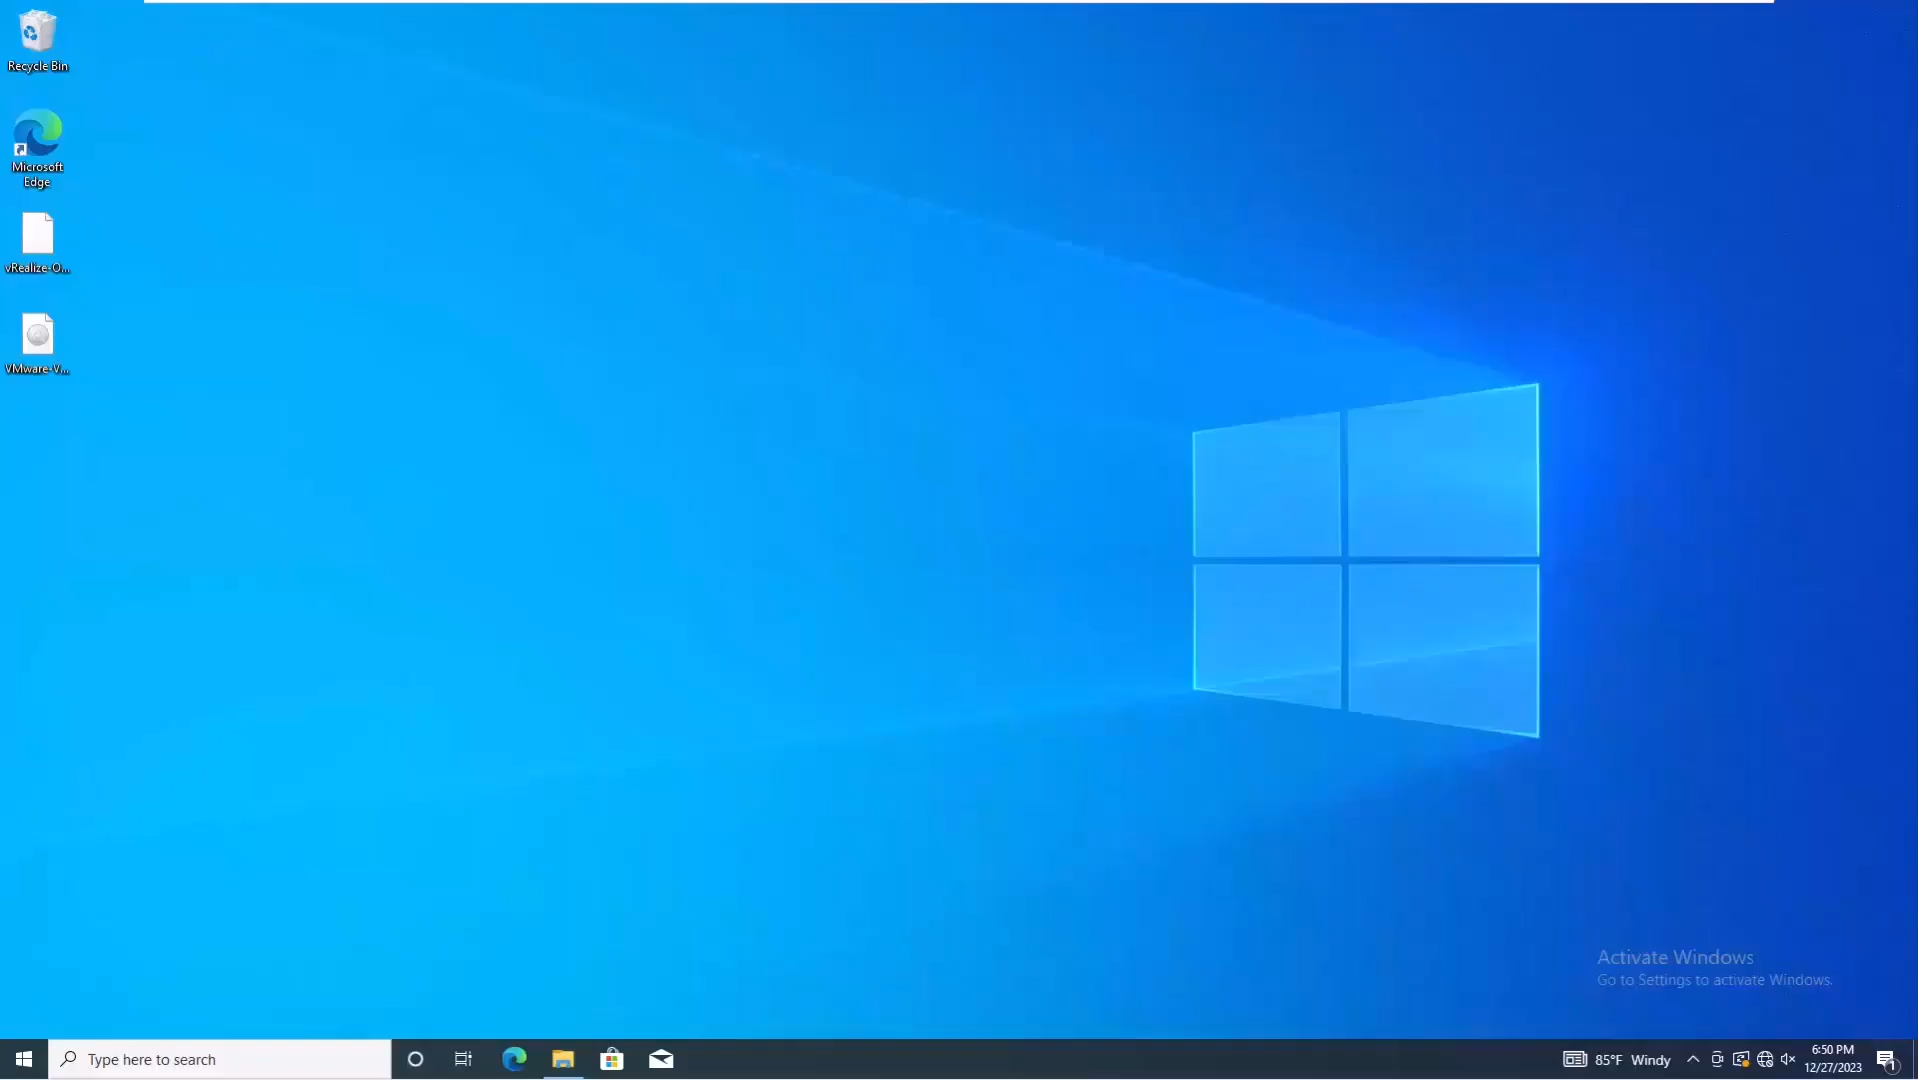 Recycle Bin
Microsoft
Edge
vRealize-O...
VMware-V...
Activate Windows
Go to Settings to activate Windows.
Type here to search
85°F Windy
6:50 PM
12/27/2023
1